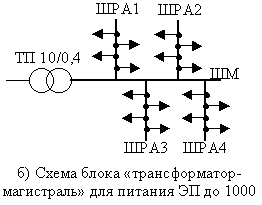 ШРА1 ШРА2
ТП 10/0,4
ШМ
ШРА3 ШРА4
б) Схема блока «трансформатор-
магистраль» для питания ЭП до 1000